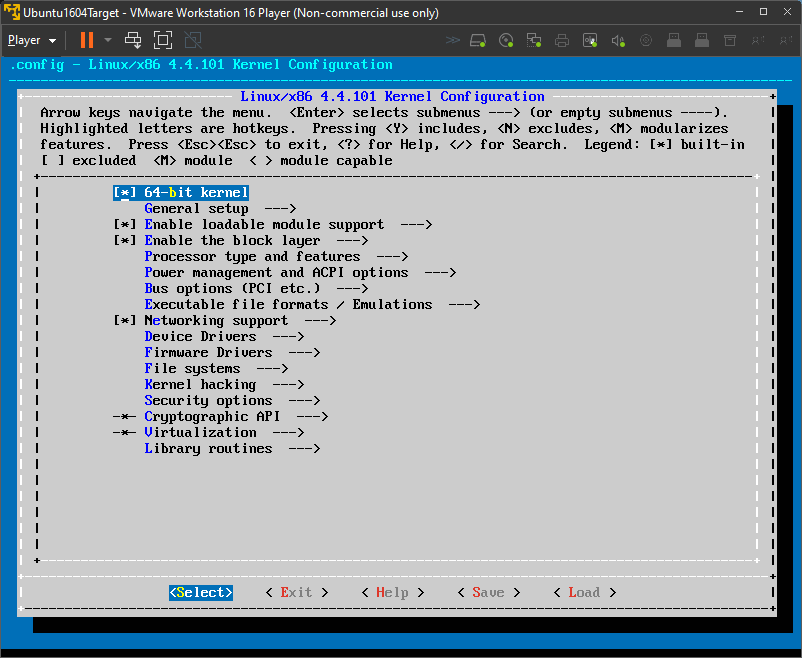 Ubuntu1604Target - VMware Workstation 16 Player (Non-commercial use only)
Player
.config - Linux/x86 4.4.101 Kernel Configuration
Linux/x86 4.4.101 Kernel Configuration
Arrow keys navigate the menu.  <Enter> selects submenus ---> (or empty submenus ----).
Highlighted letters are hotkeys.  Pressing <Y> includes, <N> excludes, <M> modularizes
features.  Press <Esc><Esc> to exit, <?> for Help, </> for Search.  Legend: [*] built-in
[ ] excluded  <M> module  < > module capable
[*] 64-bit kernel
General setup  --->
[*] Enable loadable module support  --->
[*] Enable the block layer  --->
Processor type and features  --->
Power management and ACPI options  --->
Bus options (PCI etc.)  --->
Executable file formats / Emulations  --->
[*] Networking support  --->
Device Drivers  --->
Firmware Drivers  --->
File systems  --->
Kernel hacking  --->
Security options  --->
-*- Cryptographic API  --->
-*- Virtualization  --->
Library routines  --->
<Select>    < Exit >    < Help >    < Save >    < Load >